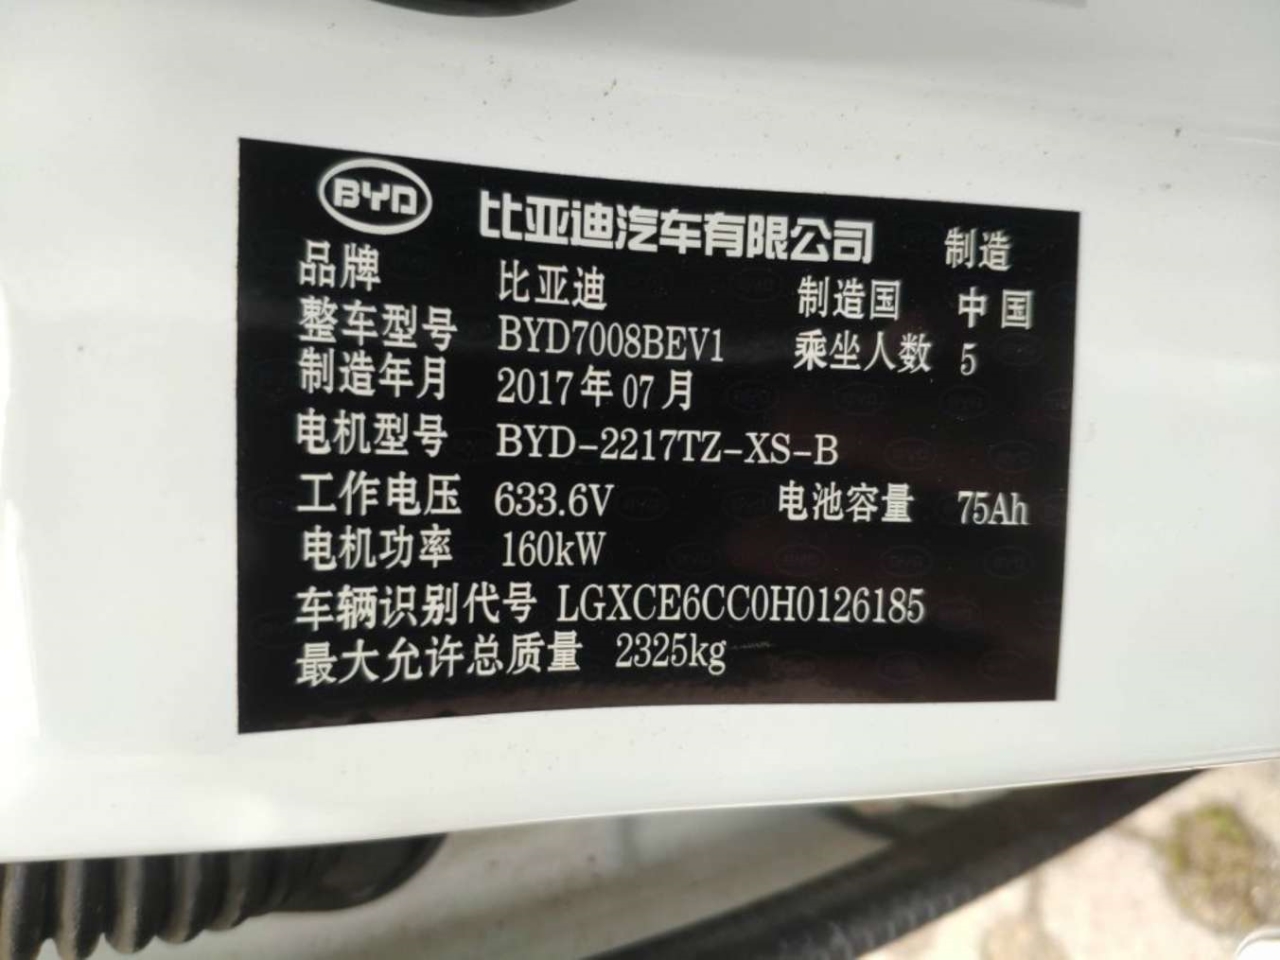 BYD 比亚迪汽车有限公司 制造
品牌 比亚迪 制造国 中国
整车型号 BYD7008BEV1 乘坐人数 5
制造年月 2017年07月
电机型号 BYD-2217TZ-XS-B
工作电压 633.6V 电池容量 75Ah
电机功率 160kW
车辆识别代号 LGXCE6CC0H0126185
最大允许总质量 2325kg